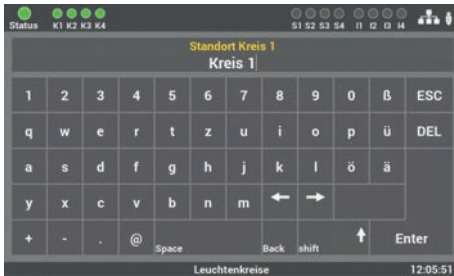 Status K1 K2 K3 K4 S1 S2 S3 S4 I1 I2 I3 I4
Standort Kreis 1
Kreis 1
1 2 3 4 5 6 7 8 9 0 ß ESC
q w e r t z u i o p ü DEL
a s d f g h j k l ö ä
y x c v b n m ← →
+ - . @ Space Back shift ↑ Enter
Leuchtenkreise 12:05:51